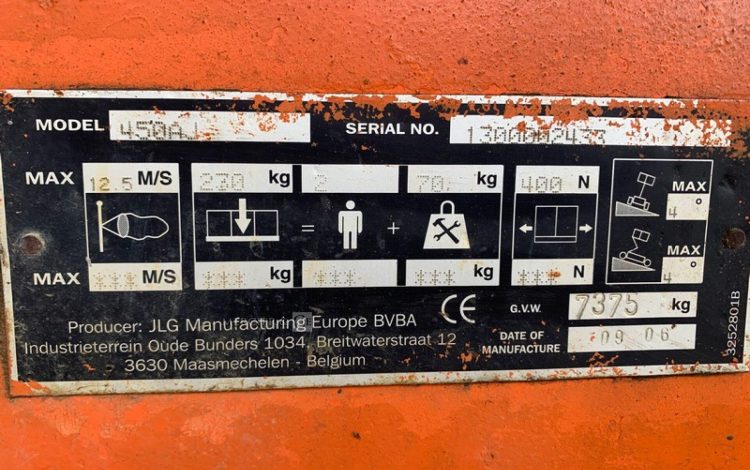 MODEL 450AJ SERIAL NO. 1300002433
MAX 12.5 M/S 230 kg 2 70 kg 400 N MAX 4°
= +
MAX 4°
MAX *** M/S *** kg *** *** kg *** N
CE G.V.W. 7375 kg
Producer: JLG Manufacturing Europe BVBA
Industrieterrein Oude Bunders 1034, Breitwaterstraat 12
3630 Maasmechelen - Belgium
DATE OF
MANUFACTURE 09 06
3252801B